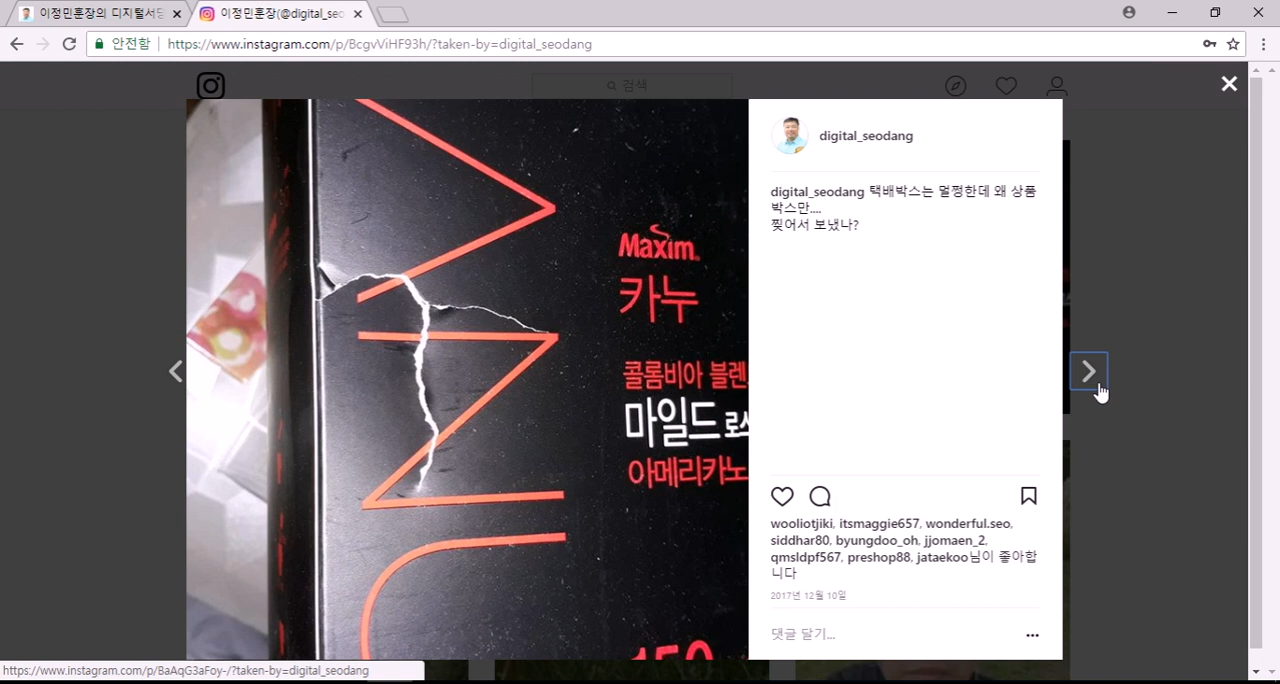 이정민훈장의 디지털서당
이정민훈장(@digital_seo
안전함
https://www.instagram.com/p/BcgvViHF93h/?taken-by=digital_seodang
검색
Maxim
카누
콜롬비아 블렌
마일드 로스
아메리카노
150
digital_seodang
digital_seodang 택배박스는 멀쩡한데 왜 상품
박스만....
찢어서 보냈나?
wooliotjiki, itsmaggie657, wonderful.seo,
siddhar80, byungdoo_oh, jjomaen_2,
qmsldpf567, preshop88, jataekoo님이 좋아합
니다
2017년 12월 10일
댓글 달기...
https://www.instagram.com/p/BaAqG3aFoy-/?taken-by=digital_seodang